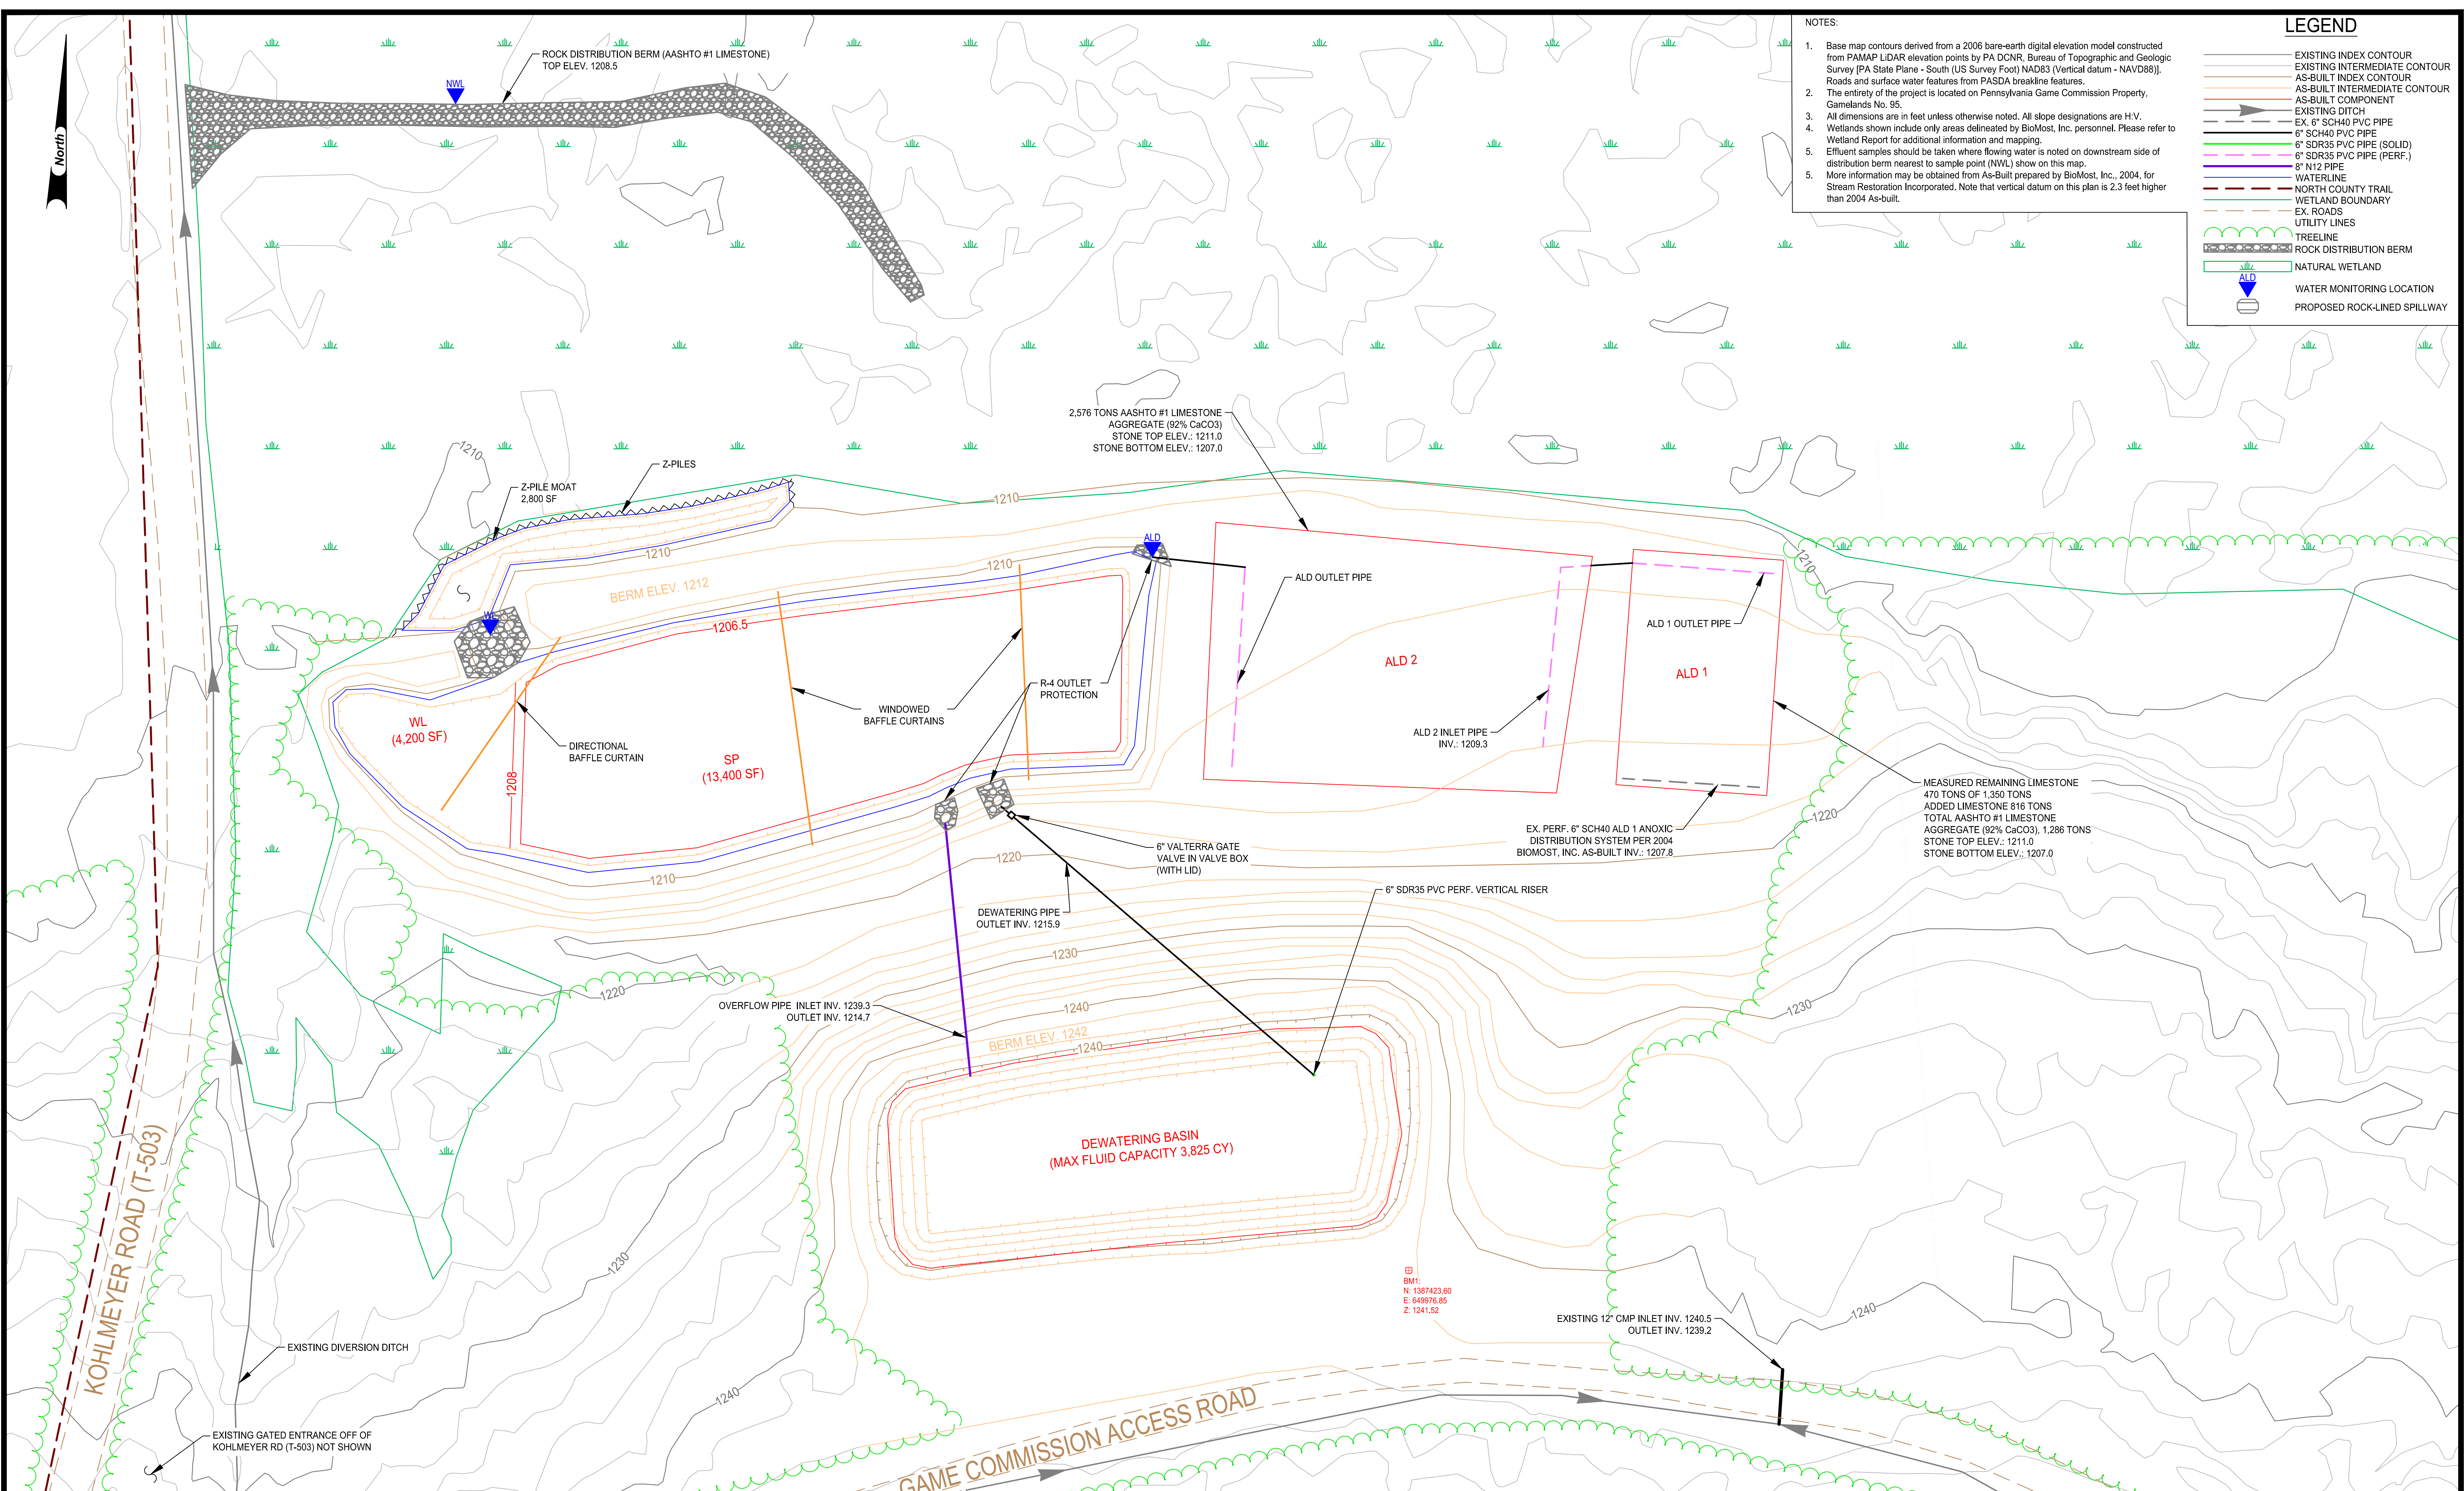 NOTES:
1. Base map contours derived from a 2006 bare-earth digital elevation model constructed
from PAMAP LiDAR elevation points by PA DCNR, Bureau of Topographic and Geologic
Survey [PA State Plane - South (US Survey Foot) NAD83 (Vertical datum - NAVD88)].
Roads and surface water features from PASDA breakline features.
2. The entirety of the project is located on Pennsylvania Game Commission Property,
Gamelands No. 95.
3. All dimensions are in feet unless otherwise noted. All slope designations are H:V.
4. Wetlands shown include only areas delineated by BioMost, Inc. personnel. Please refer to
Wetland Report for additional information and mapping.
5. Effluent samples should be taken where flowing water is noted on downstream side of
distribution berm nearest to sample point (NWL) show on this map.
5. More information may be obtained from As-Built prepared by BioMost, Inc., 2004, for
Stream Restoration Incorporated. Note that vertical datum on this plan is 2.3 feet higher
than 2004 As-built.
LEGEND
EXISTING INDEX CONTOUR
EXISTING INTERMEDIATE CONTOUR
AS-BUILT INDEX CONTOUR
AS-BUILT INTERMEDIATE CONTOUR
AS-BUILT COMPONENT
EXISTING DITCH
EX. 6" SCH40 PVC PIPE
6" SCH40 PVC PIPE
6" SDR35 PVC PIPE (SOLID)
6" SDR35 PVC PIPE (PERF.)
8" N12 PIPE
WATERLINE
NORTH COUNTY TRAIL
WETLAND BOUNDARY
EX. ROADS
UTILITY LINES
TREELINE
ROCK DISTRIBUTION BERM
NATURAL WETLAND
ALD
WATER MONITORING LOCATION
PROPOSED ROCK-LINED SPILLWAY
North
ROCK DISTRIBUTION BERM (AASHTO #1 LIMESTONE)
TOP ELEV. 1208.5
NWL
2,576 TONS AASHTO #1 LIMESTONE
AGGREGATE (92% CaCO3)
STONE TOP ELEV.: 1211.0
STONE BOTTOM ELEV.: 1207.0
1210
Z-PILES
Z-PILE MOAT
2,800 SF
1210
1210
1210
1210
ALD
BERM ELEV. 1212
ALD OUTLET PIPE
WL
1206.5
ALD 1 OUTLET PIPE
ALD 2
ALD 1
R-4 OUTLET
PROTECTION
WINDOWED
BAFFLE CURTAINS
WL
(4,200 SF)
DIRECTIONAL
BAFFLE CURTAIN
ALD 2 INLET PIPE
INV.: 1209.3
SP
(13,400 SF)
1208
MEASURED REMAINING LIMESTONE
470 TONS OF 1,350 TONS
ADDED LIMESTONE 816 TONS
TOTAL AASHTO #1 LIMESTONE
AGGREGATE (92% CaCO3), 1,286 TONS
STONE TOP ELEV.: 1211.0
STONE BOTTOM ELEV.: 1207.0
1220
EX. PERF. 6" SCH40 ALD 1 ANOXIC
DISTRIBUTION SYSTEM PER 2004
BIOMOST, INC. AS-BUILT INV.: 1207.8
6" VALTERRA GATE
VALVE IN VALVE BOX
(WITH LID)
1220
1210
6" SDR35 PVC PERF. VERTICAL RISER
DEWATERING PIPE
OUTLET INV. 1215.9
1230
1220
OVERFLOW PIPE INLET INV. 1239.3
OUTLET INV. 1214.7
1240
1230
BERM ELEV. 1242
1240
DEWATERING BASIN
(MAX FLUID CAPACITY 3,825 CY)
KOHLMEYER ROAD (T-503)
1230
BM1:
N: 1387423.60
E: 649976.85
Z: 1241.52
EXISTING 12" CMP INLET INV. 1240.5
OUTLET INV. 1239.2
1240
EXISTING DIVERSION DITCH
1240
GAME COMMISSION ACCESS ROAD
EXISTING GATED ENTRANCE OFF OF
KOHLMEYER RD (T-503) NOT SHOWN